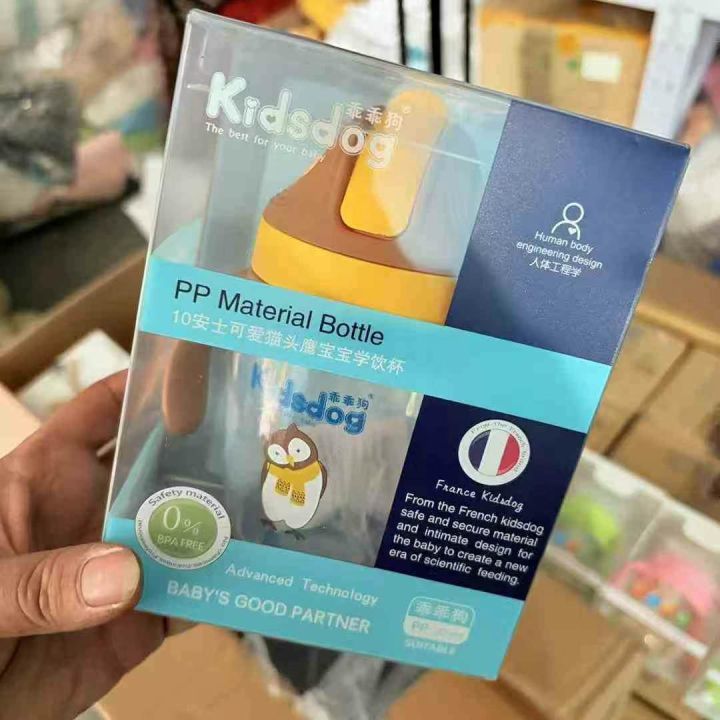 Kidsdog 乖乖狗®
The best for your baby
Human body
engineering design
人体工程学
PP Material Bottle
10安士可爱猫头鹰宝宝学饮杯
Kidsdog 乖乖狗
France Kidsdog
From the French kidsdog
safe and secure material
and intimate design for
the baby to create a new
era of scientific feeding.
Safety material
0%
BPA FREE
Advanced Technology
BABY'S GOOD PARTNER
乖乖狗
PP
SUITABLE